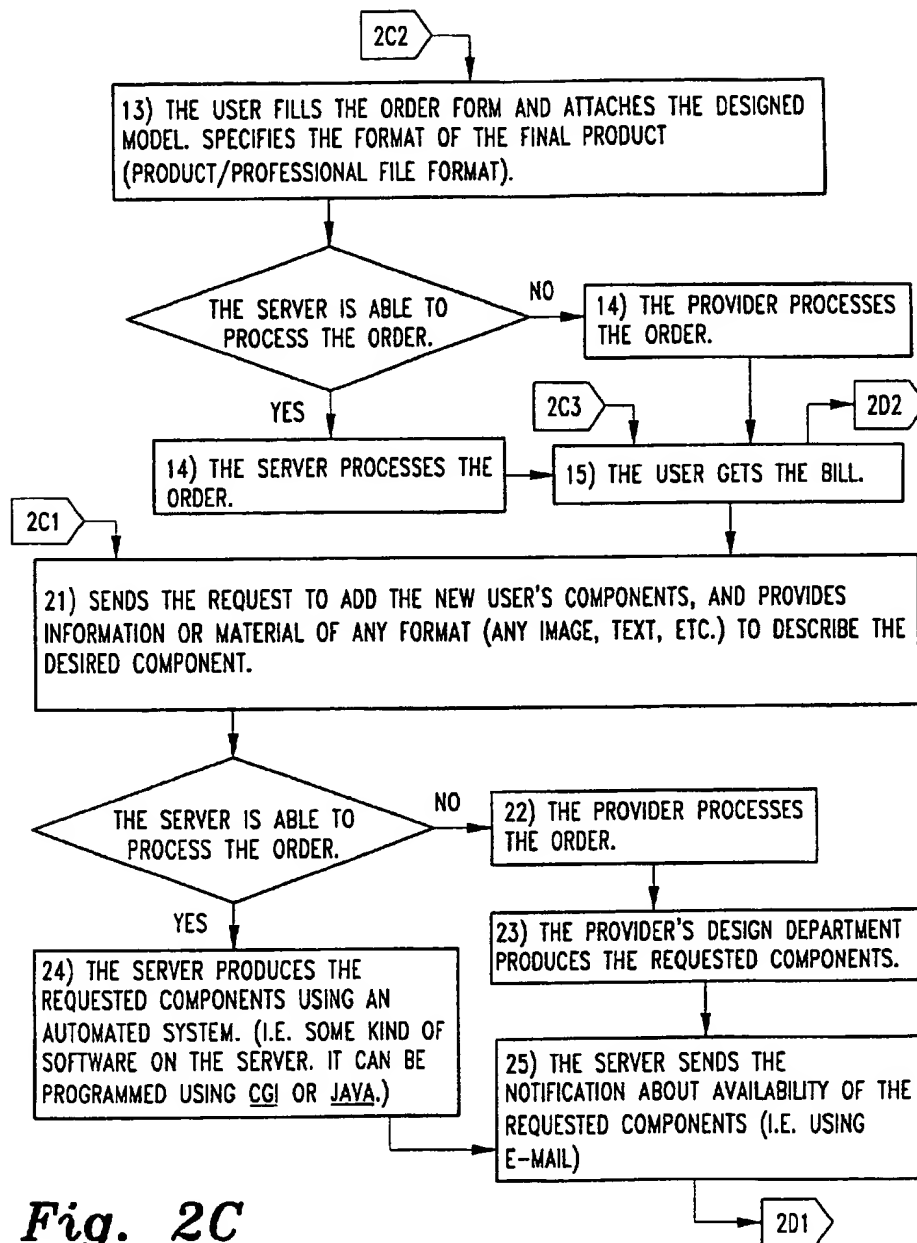 2C2
13) THE USER FILLS THE ORDER FORM AND ATTACHES THE DESIGNED
MODEL. SPECIFIES THE FORMAT OF THE FINAL PRODUCT
(PRODUCT/PROFESSIONAL FILE FORMAT).
THE SERVER IS ABLE TO
PROCESS THE ORDER.
NO
14) THE PROVIDER PROCESSES
THE ORDER.
YES
2C3
2D2
14) THE SERVER PROCESSES THE
ORDER.
15) THE USER GETS THE BILL.
2C1
21) SENDS THE REQUEST TO ADD THE NEW USER'S COMPONENTS, AND PROVIDES
INFORMATION OR MATERIAL OF ANY FORMAT (ANY IMAGE, TEXT, ETC.) TO DESCRIBE THE
DESIRED COMPONENT.
THE SERVER IS ABLE TO
PROCESS THE ORDER.
NO
22) THE PROVIDER PROCESSES
THE ORDER.
YES
23) THE PROVIDER'S DESIGN DEPARTMENT
PRODUCES THE REQUESTED COMPONENTS.
24) THE SERVER PRODUCES THE
REQUESTED COMPONENTS USING AN
AUTOMATED SYSTEM. (I.E. SOME KIND OF
SOFTWARE ON THE SERVER. IT CAN BE
PROGRAMMED USING CGI OR JAVA.)
25) THE SERVER SENDS THE
NOTIFICATION ABOUT AVAILABILITY OF THE
REQUESTED COMPONENTS (I.E. USING
E-MAIL)
Fig. 2C
2D1